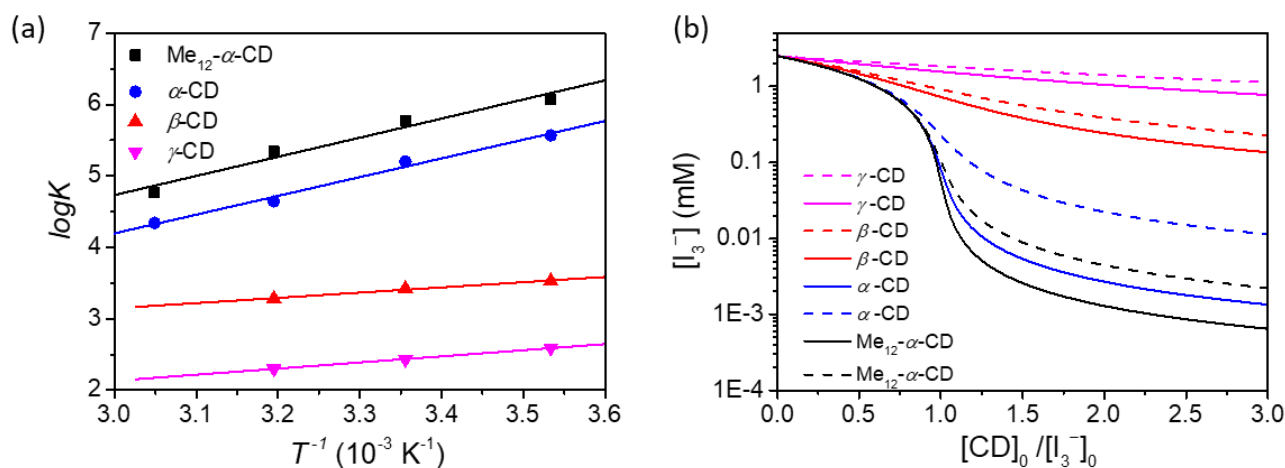 (a)
7
6
5
4
3
2
logK
Me₁₂-α-CD
α-CD
β-CD
γ-CD
3.0 3.1 3.2 3.3 3.4 3.5 3.6
T⁻¹ (10⁻³ K⁻¹)
(b)
1
0.1
0.01
1E-3
1E-4
[I₃⁻] (mM)
γ-CD
γ-CD
β-CD
β-CD
α-CD
α-CD
Me₁₂-α-CD
Me₁₂-α-CD
0.0 0.5 1.0 1.5 2.0 2.5 3.0
[CD]₀/[I₃⁻]₀